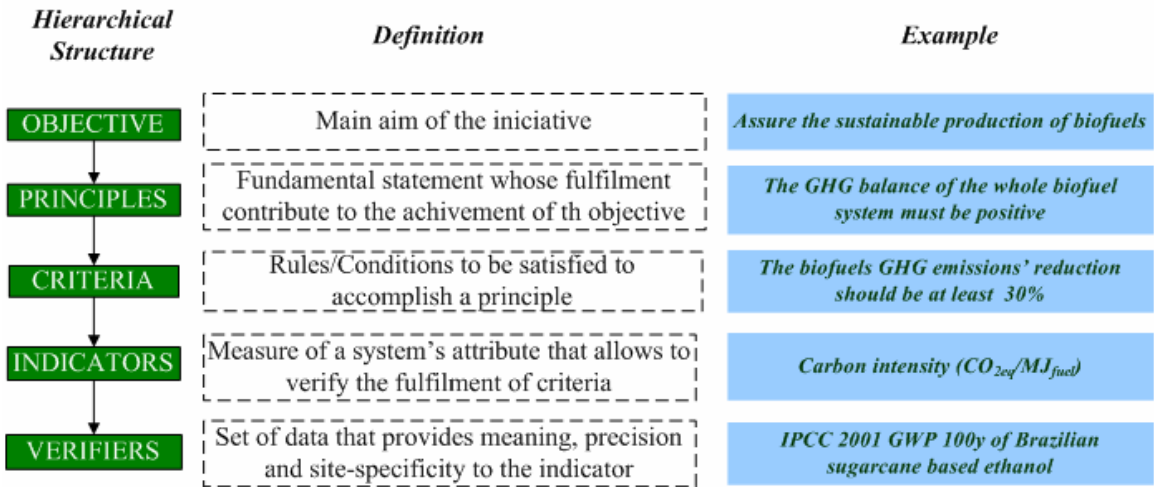 Hierarchical
Structure
Definition
Example
OBJECTIVE
Main aim of the iniciative
Assure the sustainable production of biofuels
PRINCIPLES
Fundamental statement whose fulfilment
contribute to the achivement of th objective
The GHG balance of the whole biofuel
system must be positive
CRITERIA
Rules/Conditions to be satisfied to
accomplish a principle
The biofuels GHG emissions' reduction
should be at least 30%
INDICATORS
Measure of a system's attribute that allows to
verify the fulfilment of criteria
Carbon intensity (CO2eq/MJfuel)
VERIFIERS
Set of data that provides meaning, precision
and site-specificity to the indicator
IPCC 2001 GWP 100y of Brazilian
sugarcane based ethanol